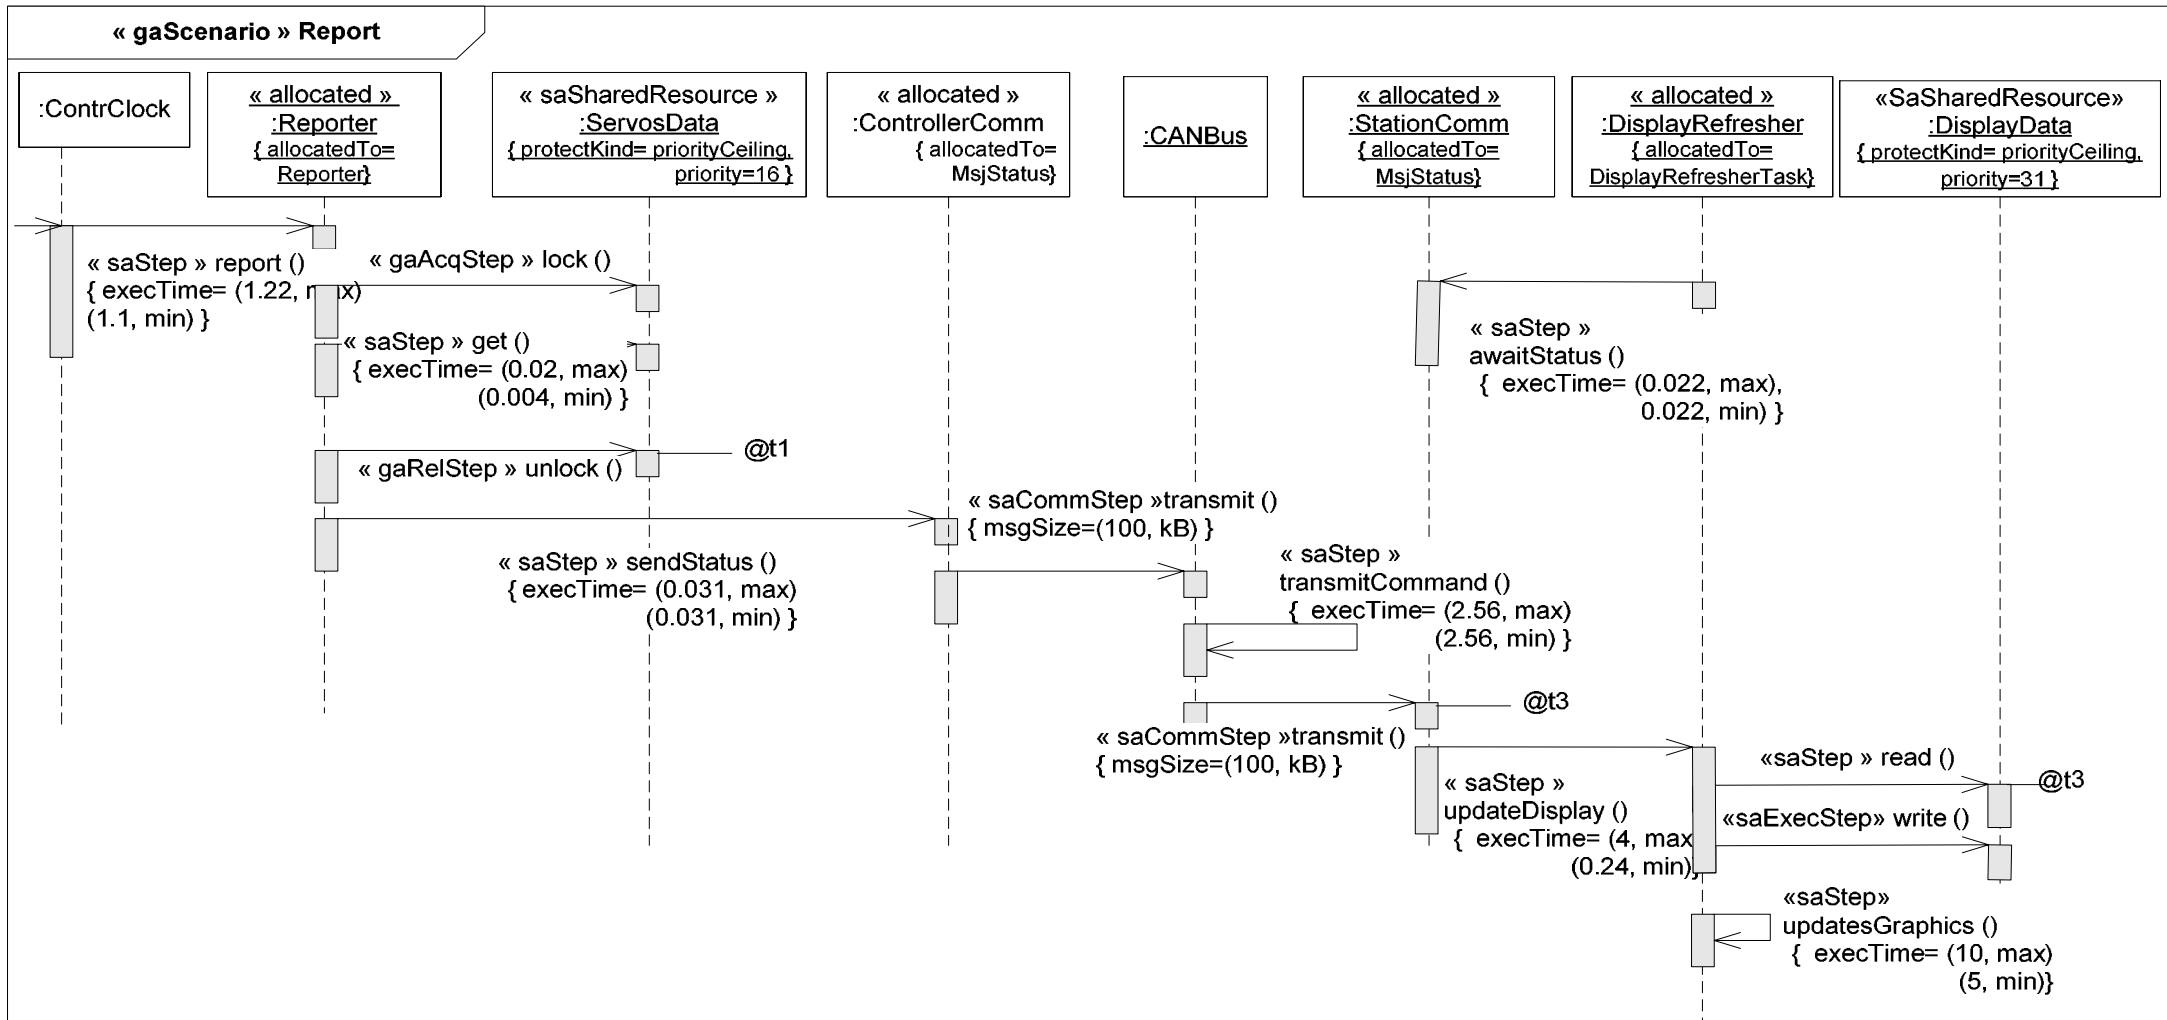 « gaScenario » Report
:ContrClock
« allocated »
:Reporter
{ allocatedTo=
Reporter}
« saSharedResource »
:ServosData
{ protectKind= priorityCeiling,
priority=16 }
« allocated »
:ControllerComm
{ allocatedTo=
MsjStatus}
:CANBus
« allocated »
:StationComm
{ allocatedTo=
MsjStatus}
« allocated »
:DisplayRefresher
{ allocatedTo=
DisplayRefresherTask}
«SaSharedResource»
:DisplayData
{ protectKind= priorityCeiling,
priority=31 }
« saStep » report ()
{ execTime= (1.22, max)
(1.1, min) }
« gaAcqStep » lock ()
« saStep » get ()
{ execTime= (0.02, max)
(0.004, min) }
« saStep »
awaitStatus ()
{ execTime= (0.022, max),
0.022, min) }
@t1
« gaRelStep » unlock ()
« saCommStep »transmit ()
{ msgSize=(100, kB) }
« saStep » sendStatus ()
{ execTime= (0.031, max)
(0.031, min) }
« saStep »
transmitCommand ()
{ execTime= (2.56, max)
(2.56, min) }
@t3
« saCommStep »transmit ()
{ msgSize=(100, kB) }
« saStep »
updateDisplay ()
{ execTime= (4, max
(0.24, min)}
«saStep » read ()
@t3
«saExecStep» write ()
«saStep»
updatesGraphics ()
{ execTime= (10, max)
(5, min)}